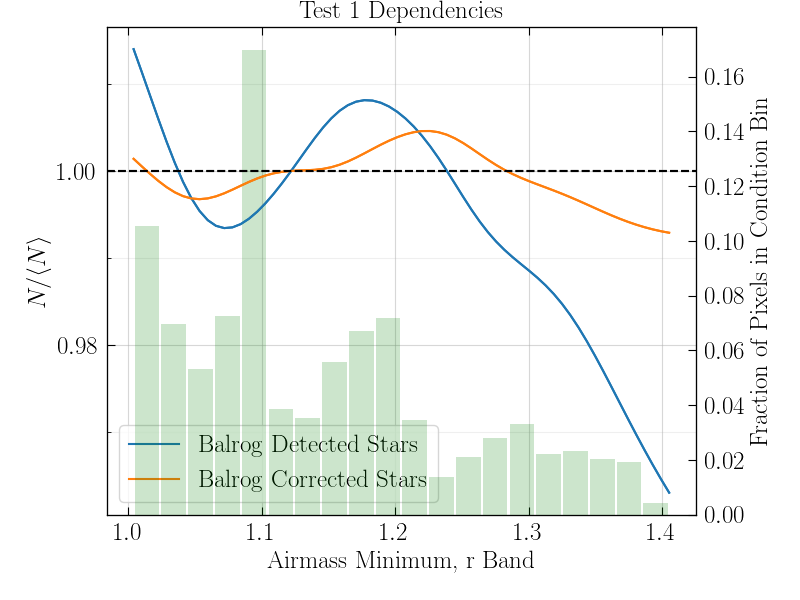 Test 1 Dependencies
N/⟨N⟩
1.00
0.98
0.16
0.14
0.12
0.10
0.08
0.06
0.04
0.02
0.00
Fraction of Pixels in Condition Bin
Balrog Detected Stars
Balrog Corrected Stars
1.0 1.1 1.2 1.3 1.4
Airmass Minimum, r Band